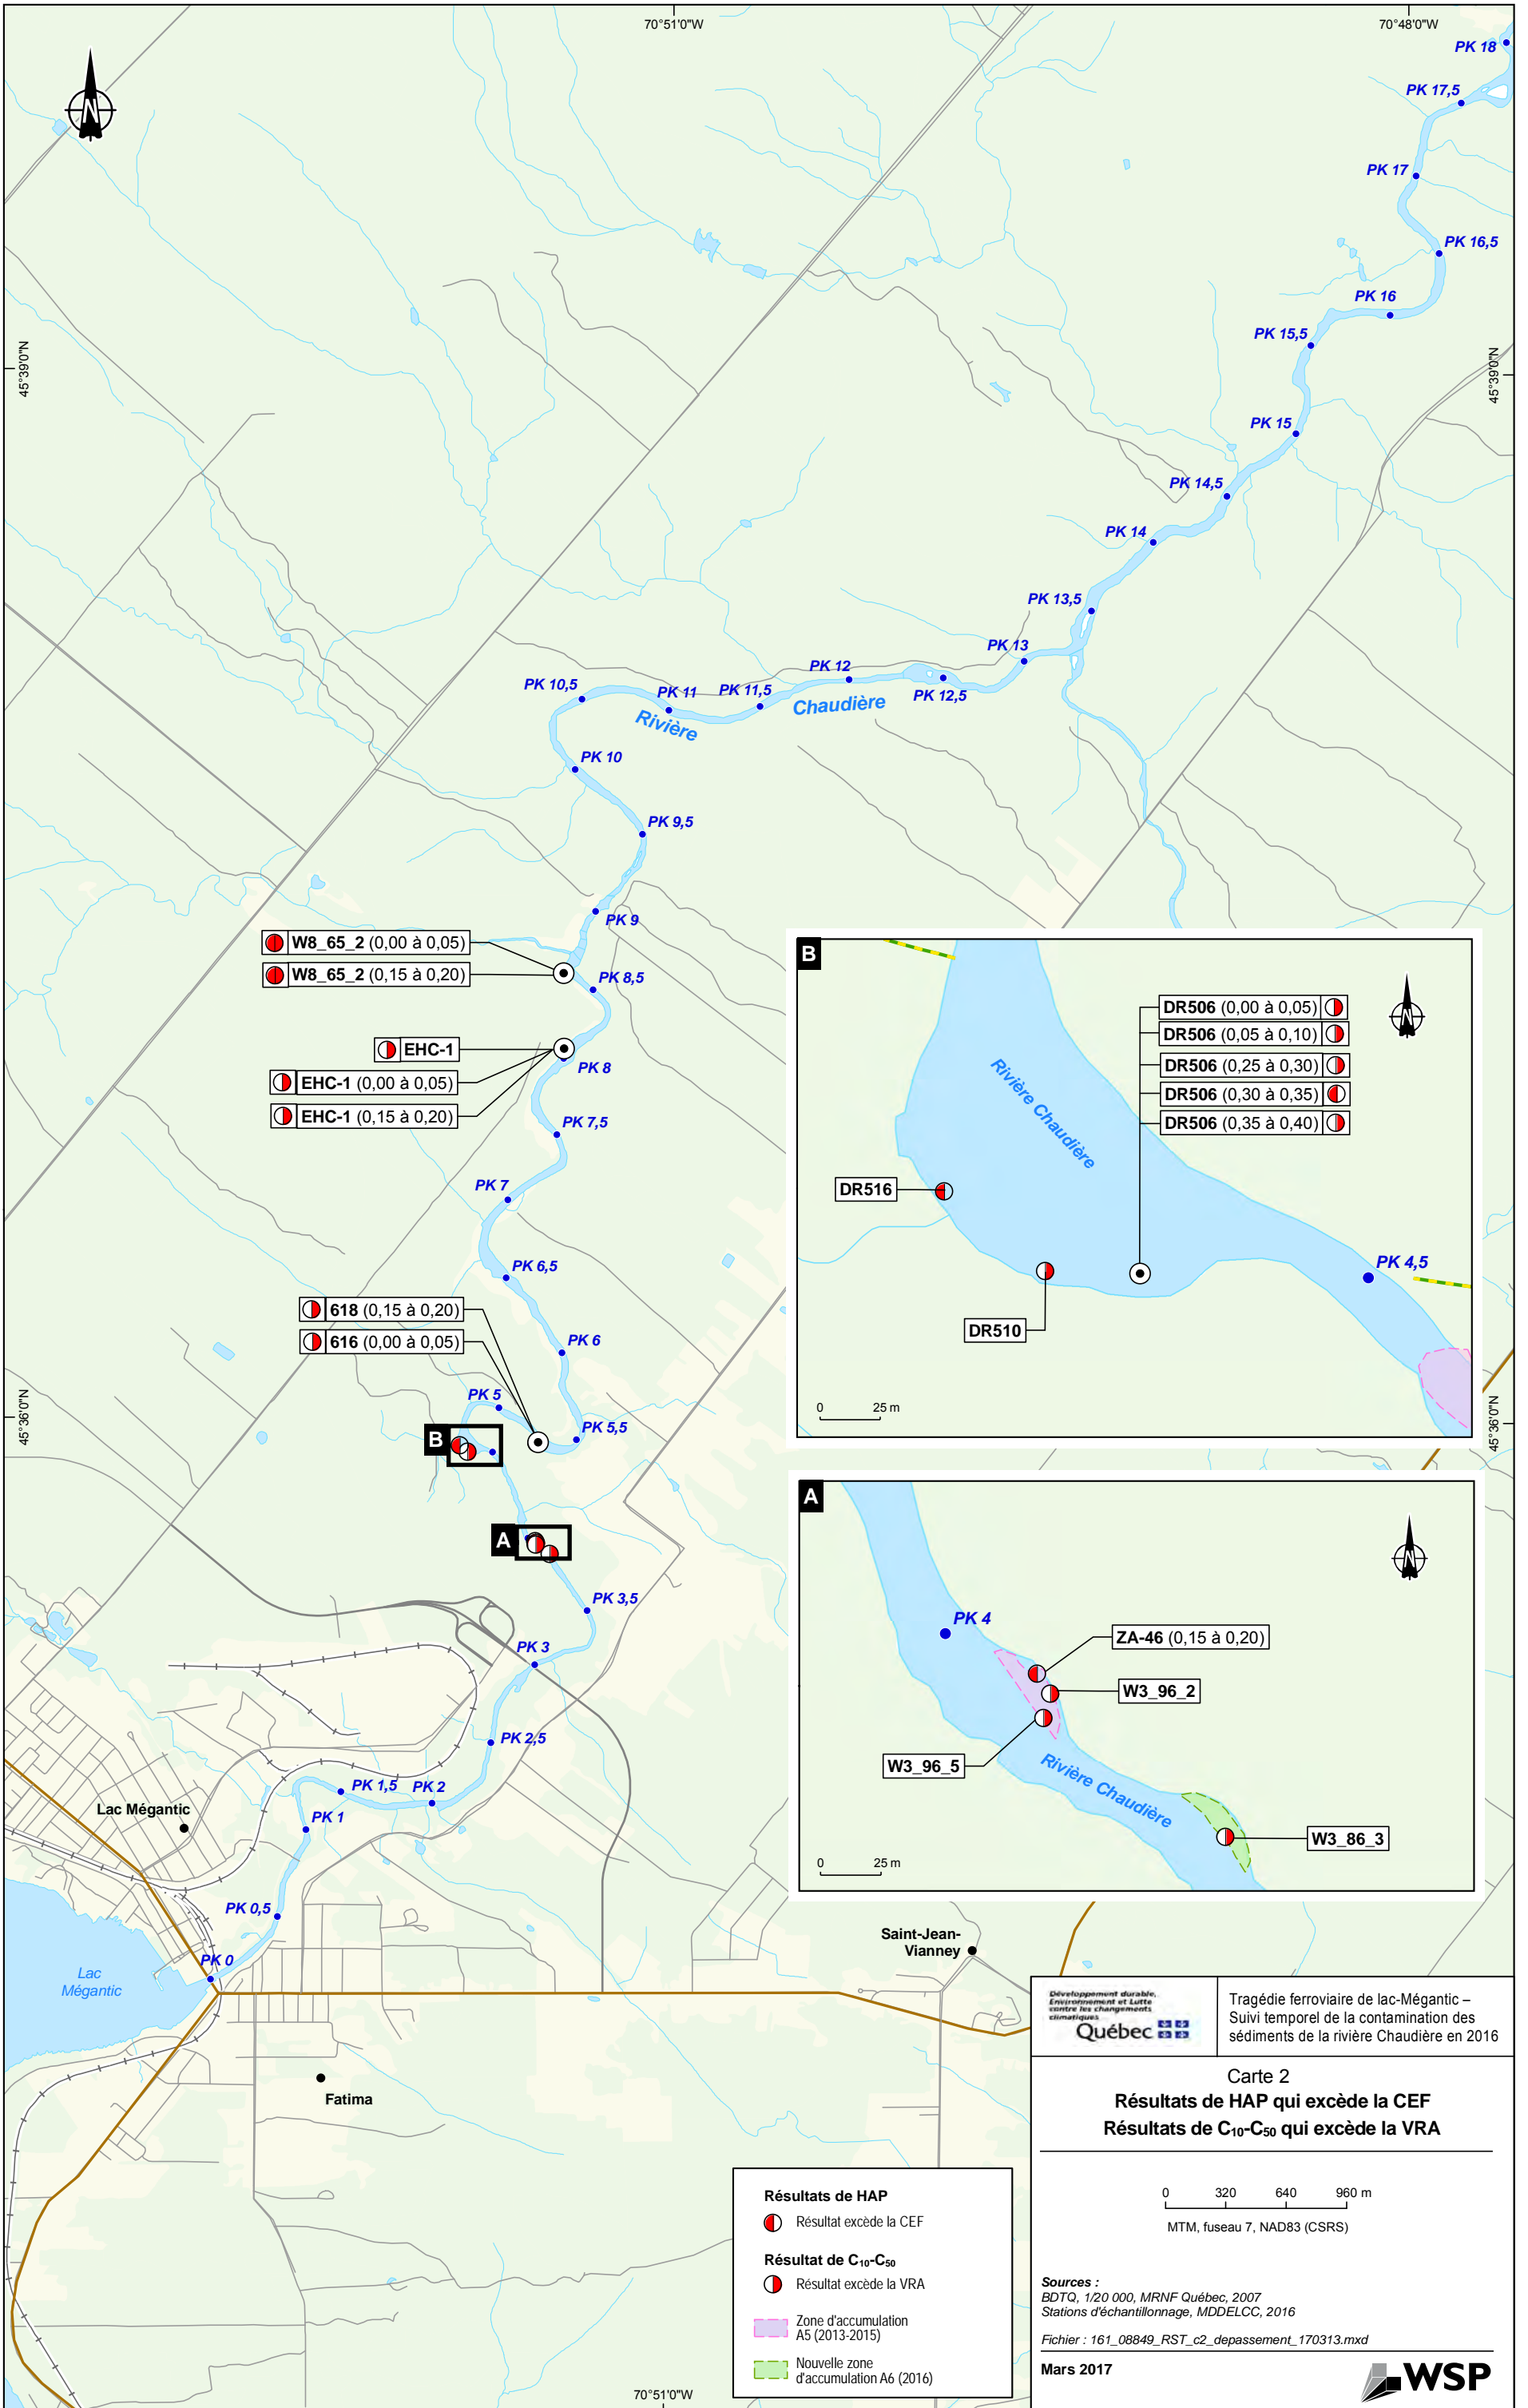 70°51'0"W
70°48'0"W
PK 18
PK 17,5
N
PK 17
PK 16,5
PK 16
PK 15,5
45°39'0"N
45°39'0"N
PK 15
PK 14,5
PK 14
PK 13,5
PK 13
PK 12
PK 12,5
PK 11,5
PK 11
PK 10,5
Rivière
Chaudière
PK 10
PK 9,5
PK 9
W8_65_2 (0,00 à 0,05)
W8_65_2 (0,15 à 0,20)
PK 8,5
EHC-1
PK 8
EHC-1 (0,00 à 0,05)
EHC-1 (0,15 à 0,20)
PK 7,5
PK 7
PK 6,5
618 (0,15 à 0,20)
616 (0,00 à 0,05)
PK 6
PK 5
PK 5,5
B
A
45°36'0"N
45°36'0"N
B
N
DR506 (0,00 à 0,05)
DR506 (0,05 à 0,10)
DR506 (0,25 à 0,30)
DR506 (0,30 à 0,35)
DR506 (0,35 à 0,40)
Rivière Chaudière
DR516
PK 4,5
DR510
0 25 m
A
N
PK 4
ZA-46 (0,15 à 0,20)
W3_96_2
W3_96_5
Rivière Chaudière
W3_86_3
0 25 m
PK 3,5
PK 3
PK 2,5
PK 2
PK 1,5
PK 1
Lac Mégantic
PK 0,5
PK 0
Lac
Mégantic
Saint-Jean-
Vianney
Fatima
Développement durable,
Environnement et Lutte
contre les changements
climatiques
Québec
Tragédie ferroviaire de lac-Mégantic –
Suivi temporel de la contamination des
sédiments de la rivière Chaudière en 2016
Carte 2
Résultats de HAP qui excède la CEF
Résultats de C10-C50 qui excède la VRA
0 320 640 960 m
MTM, fuseau 7, NAD83 (CSRS)
Sources :
BDTQ, 1/20 000, MRNF Québec, 2007
Stations d'échantillonnage, MDDELCC, 2016
Fichier : 161_08849_RST_c2_depassement_170313.mxd
Mars 2017
WSP
Résultats de HAP
Résultat excède la CEF
Résultat de C10-C50
Résultat excède la VRA
Zone d'accumulation
A5 (2013-2015)
Nouvelle zone
d'accumulation A6 (2016)
70°51'0"W